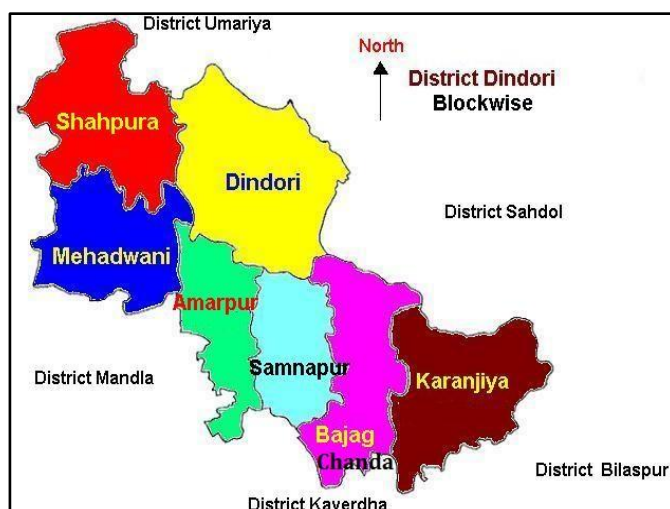 District Umariya
North
District Dindori
Blockwise
Shahpura
Dindori
District Sahdol
Mehadwani
Amarpur
Samnapur
District Mandla
Karanjiya
Bajag
Chanda
District Bilaspur
District Kaverdha